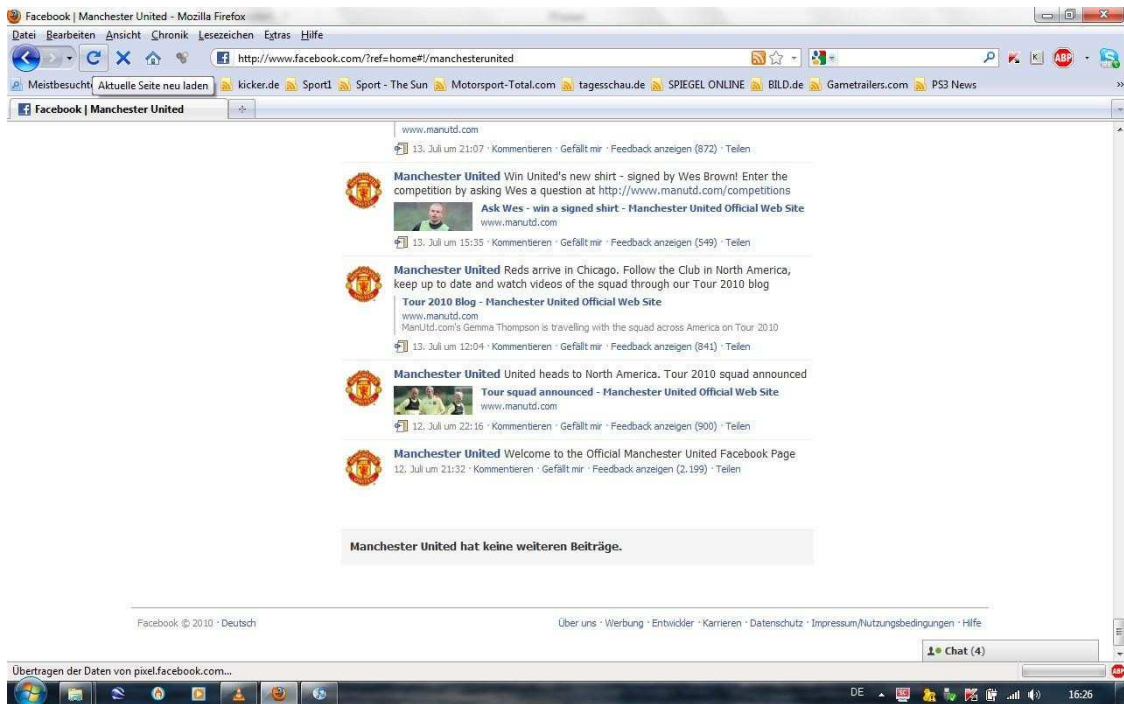 Facebook | Manchester United - Mozilla Firefox
Datei Bearbeiten Ansicht Chronik Lesezeichen Extras Hilfe
http://www.facebook.com/?ref=home#!/manchesterunited
Aktuelle Seite neu laden kicker.de Sport1 Sport - The Sun Motorsport-Total.com tagesschau.de SPIEGEL ONLINE BILD.de Gametrailers.com PS3 News
Facebook | Manchester United
www.manutd.com
13. Juli um 21:07 · Kommentieren · Gefällt mir · Feedback anzeigen (872) · Teilen
Manchester United Win United's new shirt - signed by Wes Brown! Enter the
competition by asking Wes a question at http://www.manutd.com/competitions
Ask Wes - win a signed shirt - Manchester United Official Web Site
www.manutd.com
13. Juli um 15:35 · Kommentieren · Gefällt mir · Feedback anzeigen (549) · Teilen
Manchester United Reds arrive in Chicago. Follow the Club in North America,
keep up to date and watch videos of the squad through our Tour 2010 blog
Tour 2010 Blog - Manchester United Official Web Site
www.manutd.com
ManUtd.com's Gemma Thompson is travelling with the squad across America on Tour 2010
13. Juli um 12:04 · Kommentieren · Gefällt mir · Feedback anzeigen (841) · Teilen
Manchester United United heads to North America. Tour 2010 squad announced
Tour squad announced - Manchester United Official Web Site
www.manutd.com
12. Juli um 22:16 · Kommentieren · Gefällt mir · Feedback anzeigen (900) · Teilen
Manchester United Welcome to the Official Manchester United Facebook Page
12. Juli um 21:32 · Kommentieren · Gefällt mir · Feedback anzeigen (2.199) · Teilen
Manchester United hat keine weiteren Beiträge.
Facebook © 2010 · Deutsch
Über uns · Werbung · Entwickler · Karrieren · Datenschutz · Impressum/Nutzungsbedingungen · Hilfe
Chat (4)
Übertragen der Daten von pixel.facebook.com...
ABP
DE 16:26